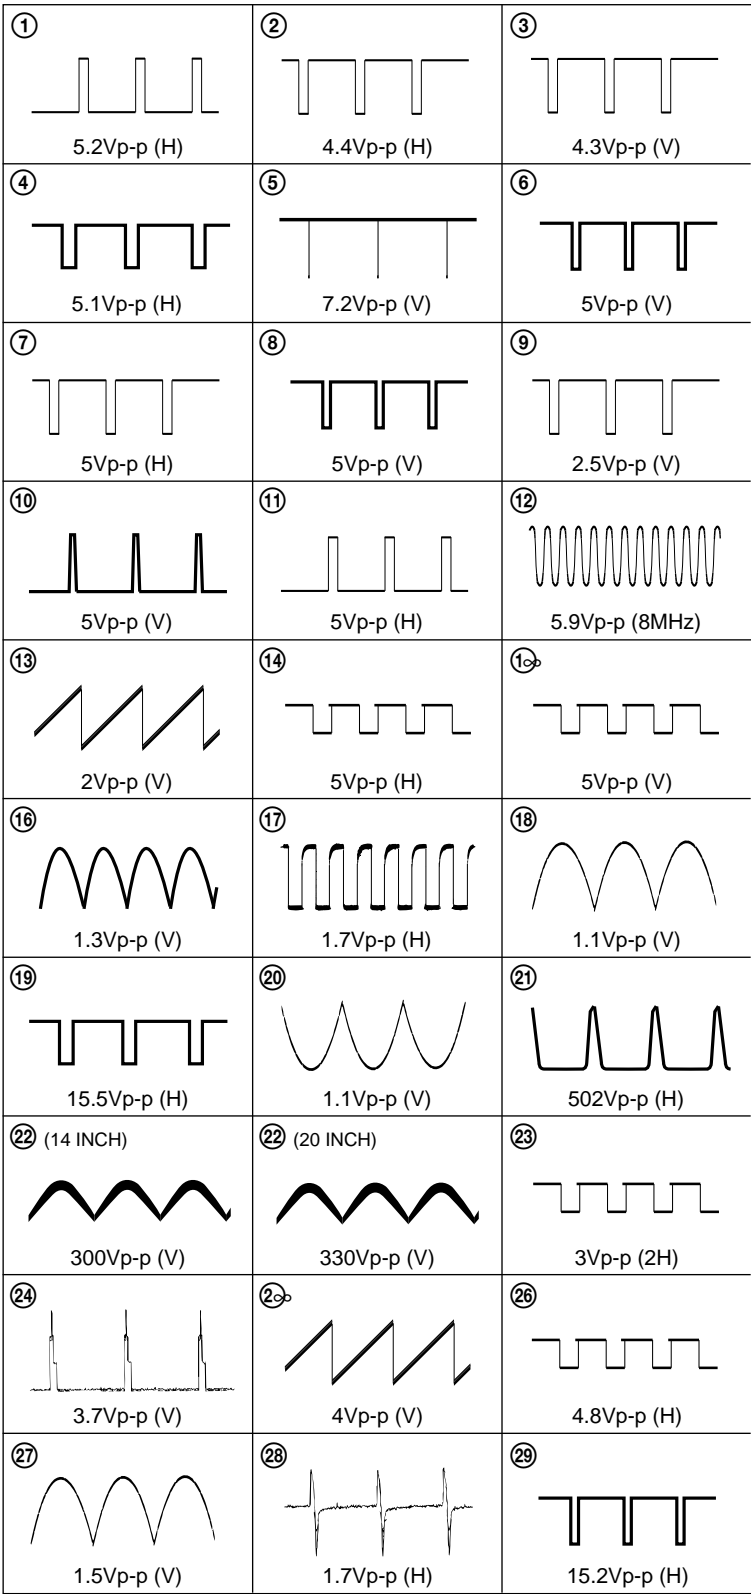 ① ② ③
5.2Vp-p (H) 4.4Vp-p (H) 4.3Vp-p (V)
④ ⑤ ⑥
5.1Vp-p (H) 7.2Vp-p (V) 5Vp-p (V)
⑦ ⑧ ⑨
5Vp-p (H) 5Vp-p (V) 2.5Vp-p (V)
⑩ ⑪ ⑫
5Vp-p (V) 5Vp-p (H) 5.9Vp-p (8MHz)
⑬ ⑭ 1∞
2Vp-p (V) 5Vp-p (H) 5Vp-p (V)
⑯ ⑰ ⑱
1.3Vp-p (V) 1.7Vp-p (H) 1.1Vp-p (V)
⑲ ⑳ ㉑
15.5Vp-p (H) 1.1Vp-p (V) 502Vp-p (H)
㉒ (14 INCH) ㉒ (20 INCH) ㉓
300Vp-p (V) 330Vp-p (V) 3Vp-p (2H)
㉔ 2∞ ㉖
3.7Vp-p (V) 4Vp-p (V) 4.8Vp-p (H)
㉗ ㉘ ㉙
1.5Vp-p (V) 1.7Vp-p (H) 15.2Vp-p (H)